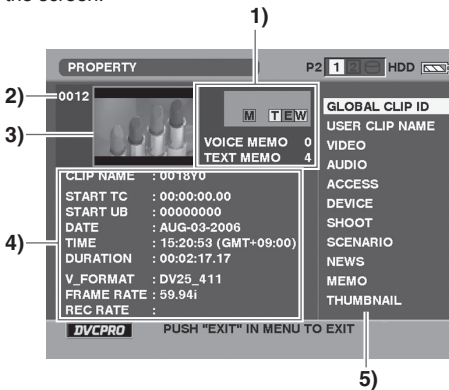 the screen.
1)
PROPERTY
P2 1 2 HDD
2) 0012
3)
M T E W
VOICE MEMO 0
TEXT MEMO 4
4)
CLIP NAME : 0018Y0
START TC : 00:00:00.00
START UB : 00000000
DATE : AUG-03-2006
TIME : 15:20:53 (GMT+09:00)
DURATION : 00:02:17.17
V_FORMAT : DV25_411
FRAME RATE : 59.94i
REC RATE :
GLOBAL CLIP ID
USER CLIP NAME
VIDEO
AUDIO
ACCESS
DEVICE
SHOOT
SCENARIO
NEWS
MEMO
THUMBNAIL
DVCPRO PUSH "EXIT" IN MENU TO EXIT
5)